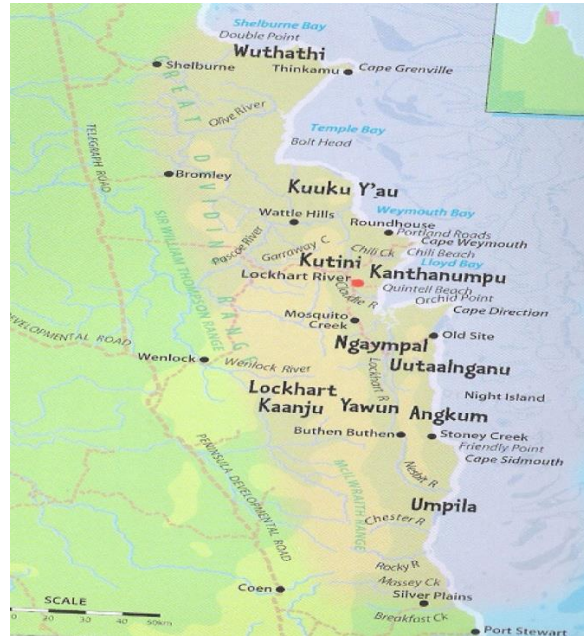 Shelburne Bay
Double Point
Wuthathi
Shelburne
Thinkamu
Cape Grenville
GREAT DIVIDING RANGE
Olive River
TELEGRAPH ROAD
Temple Bay
Bolt Head
Bromley
Kuuku Y'au
Wattle Hills
Weymouth Bay
Roundhouse
Portland Roads
Cape Weymouth
SIR WILLIAM THOMPSON RANGE
Pascoe River
Garraway C
Chili Ck
Chili Beach
Kutini
Lloyd Bay
Lockhart River
Kanthanumpu
Claudie R
Quintell Beach
Orchid Point
Cape Direction
Mosquito
Creek
DEVELOPMENTAL ROAD
Ngaympal
Old Site
Wenlock
Wenlock River
Lockhart R
Uutaalnganu
Lockhart
Kaanju
Yawun
Angkum
Night Island
Buthen Buthen
Stoney Creek
Friendly Point
Cape Sidmouth
PENINSULA DEVELOPMENTAL ROAD
McILWRAITH RANGE
Nesbit R
Umpila
Chester R
Rocky R
Massey Ck
Coen
Silver Plains
SCALE
0 20 30 40 50km
Breakfast Ck
Port Stewart